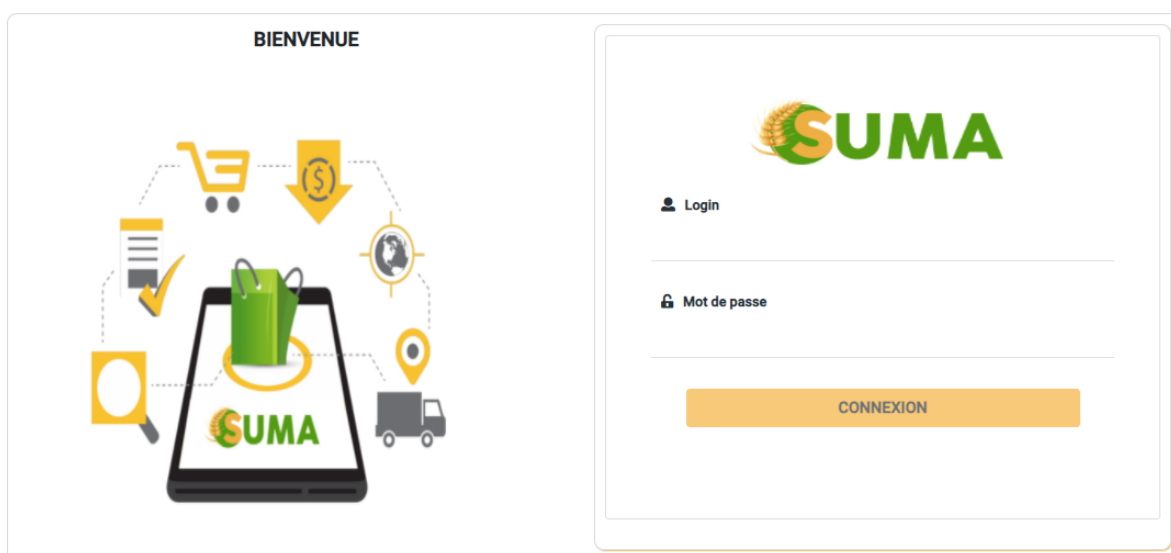 BIENVENUE
$
SUMA
SUMA
Login
Mot de passe
CONNEXION